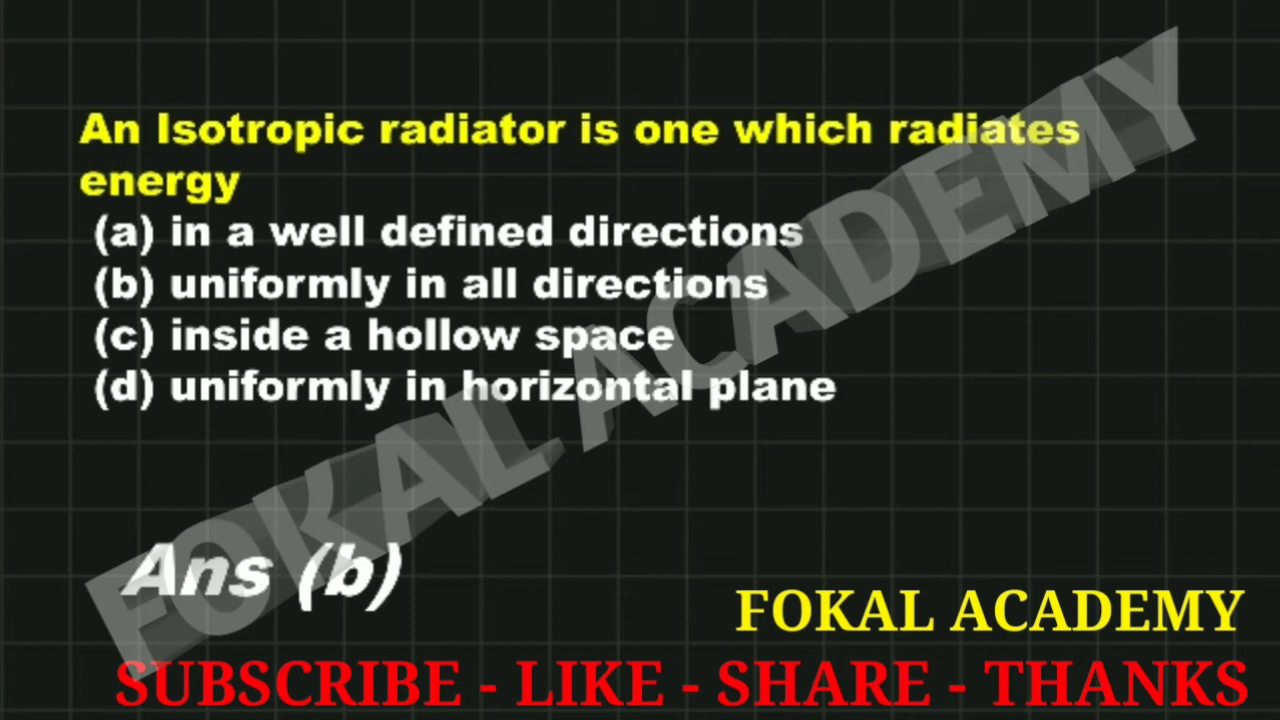 An Isotropic radiator is one which radiates
energy
(a) in a well defined directions
(b) uniformly in all directions
(c) inside a hollow space
(d) uniformly in horizontal plane
FOKAL ACADEMY
Ans (b)
FOKAL ACADEMY
SUBSCRIBE - LIKE - SHARE - THANKS